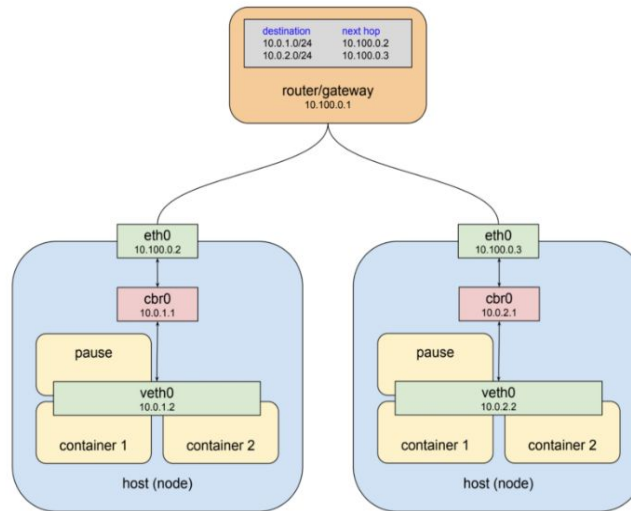 destination next hop
10.0.1.0/24 10.100.0.2
10.0.2.0/24 10.100.0.3
router/gateway
10.100.0.1
eth0
10.100.0.2
cbr0
10.0.1.1
pause
veth0
10.0.1.2
container 1 container 2
host (node)
eth0
10.100.0.3
cbr0
10.0.2.1
pause
veth0
10.0.2.2
container 1 container 2
host (node)